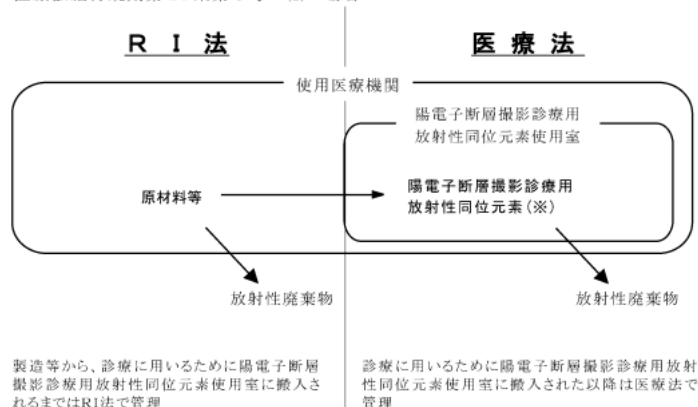 RI法
医療法
使用医療機関
陽電子断層撮影診療用
放射性同位元素使用室
原材料等
陽電子断層撮影診療用
放射性同位元素(※)
放射性廃棄物
放射性廃棄物
製造等から、診療に用いるために陽電子断層
撮影診療用放射性同位元素使用室に搬入さ
れるまではRI法で管理
診療に用いるために陽電子断層撮影診療用放射
性同位元素使用室に搬入された以降は医療法で
管理